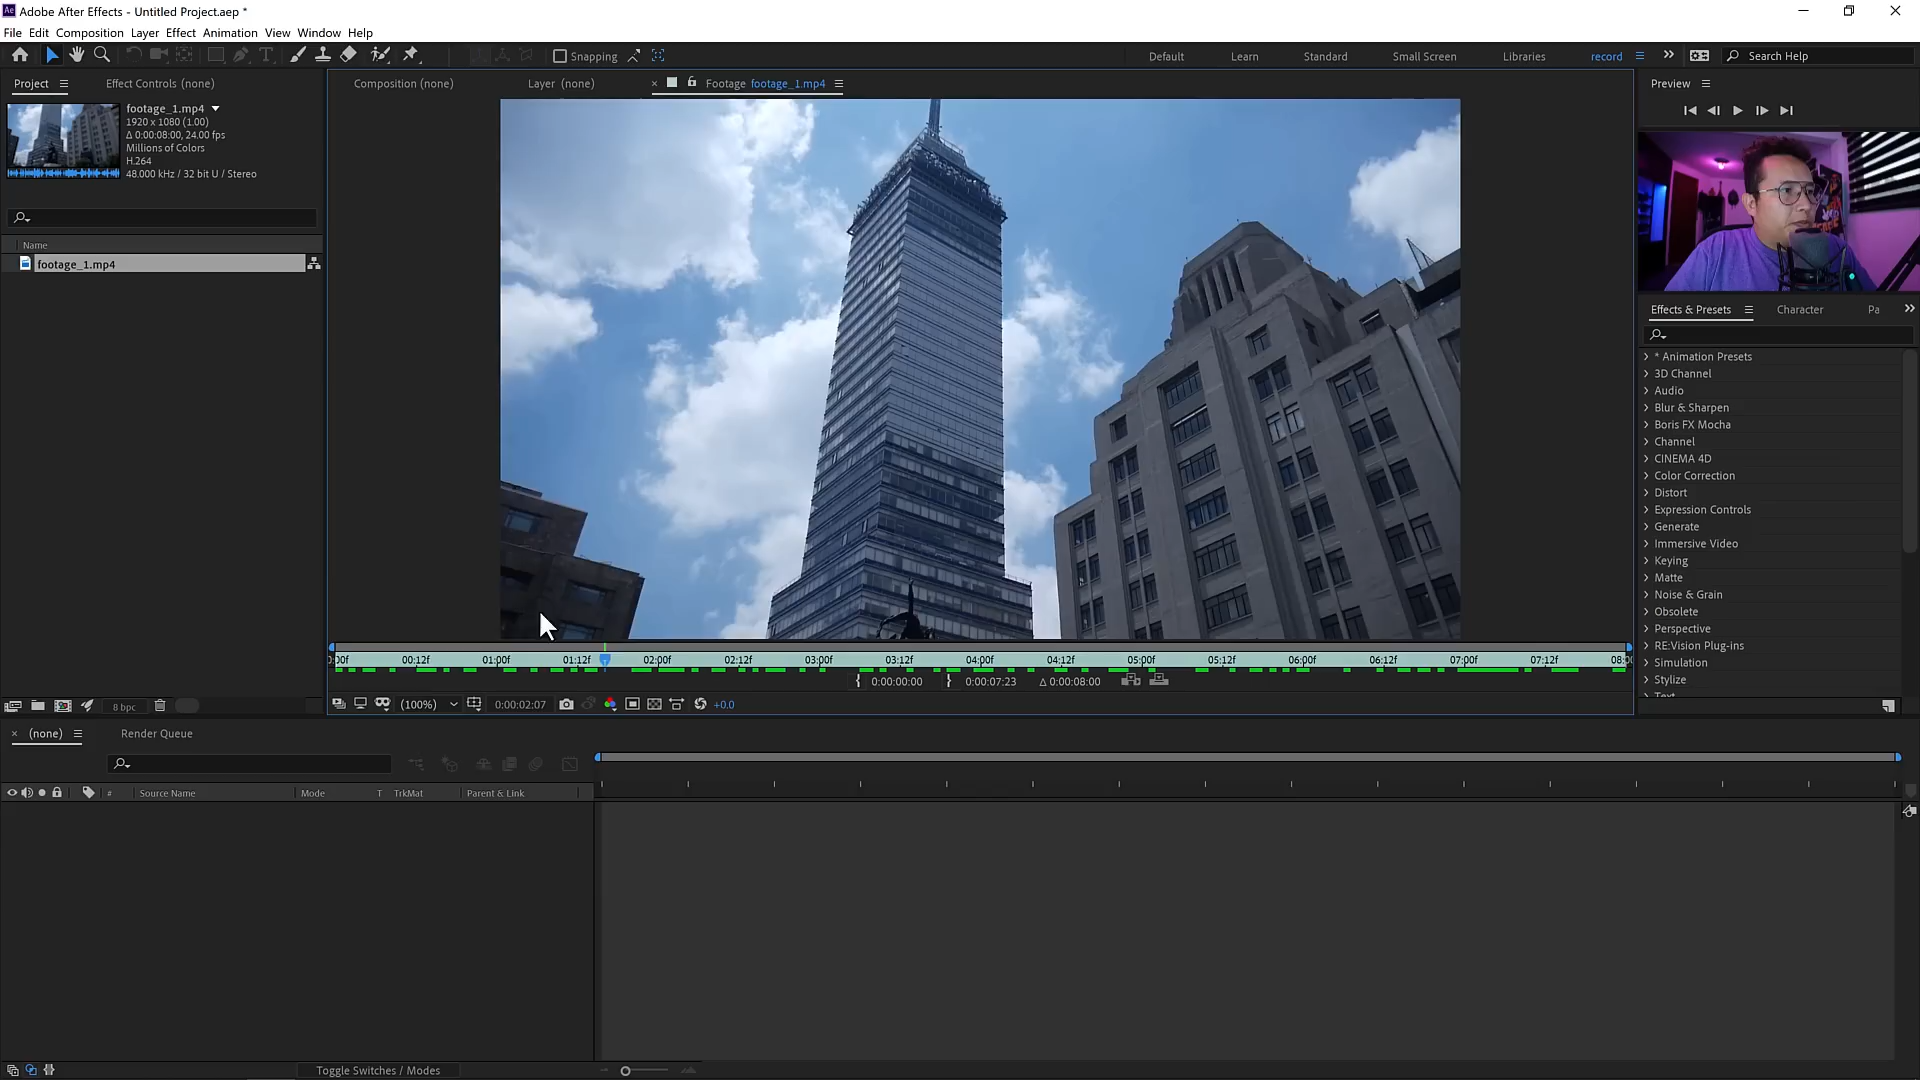 Adobe After Effects - Untitled Project.aep *
File Edit Composition Layer Effect Animation View Window Help
Snapping
Default Learn Standard Small Screen Libraries record Search Help
Project Effect Controls (none)
footage_1.mp4
1920 x 1080 (1.00)
Δ 0:00:08:00, 24.00 fps
Millions of Colors
H.264
48.000 kHz / 32 bit U / Stereo
Name
footage_1.mp4
Composition (none) Layer (none) Footage footage_1.mp4
0:00f 00:12f 01:00f 01:12f 02:00f 02:12f 03:00f 03:12f 04:00f 04:12f 05:00f 05:12f 06:00f 06:12f 07:00f 07:12f 08:00
0:00:00:00 0:00:07:23 Δ 0:00:08:00
8 bpc
(100%) 0:00:02:07 +0.0
Preview
Effects & Presets Character Pa
* Animation Presets
3D Channel
Audio
Blur & Sharpen
Boris FX Mocha
Channel
CINEMA 4D
Color Correction
Distort
Expression Controls
Generate
Immersive Video
Keying
Matte
Noise & Grain
Obsolete
Perspective
RE:Vision Plug-ins
Simulation
Stylize
Text
(none) Render Queue
# Source Name Mode T TrkMat Parent & Link
Toggle Switches / Modes